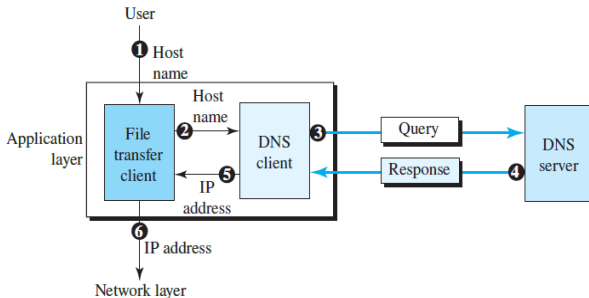 User
1 Host
name
Application
layer
File
transfer
client
2
Host
name
DNS
client
3
Query
DNS
server
4
Response
5
IP
address
6
IP address
Network layer